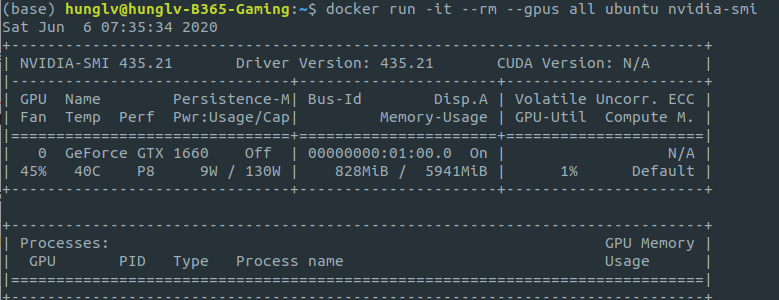 (base) hunglv@hunglv-B365-Gaming:~$ docker run -it --rm --gpus all ubuntu nvidia-smi
Sat Jun  6 07:35:34 2020
+-----------------------------------------------------------------------------+
| NVIDIA-SMI 435.21       Driver Version: 435.21       CUDA Version: N/A      |
|-------------------------------+----------------------+----------------------+
| GPU  Name        Persistence-M| Bus-Id        Disp.A | Volatile Uncorr. ECC |
| Fan  Temp  Perf  Pwr:Usage/Cap|         Memory-Usage | GPU-Util  Compute M. |
|===============================+======================+======================|
|   0  GeForce GTX 1660    Off  | 00000000:01:00.0  On |                  N/A |
| 45%   40C    P8     9W / 130W |    828MiB /  5941MiB |      1%      Default |
+-------------------------------+----------------------+----------------------+
+-----------------------------------------------------------------------------+
| Processes:                                                       GPU Memory |
|  GPU       PID   Type   Process name                             Usage      |
|=============================================================================|
+-----------------------------------------------------------------------------+